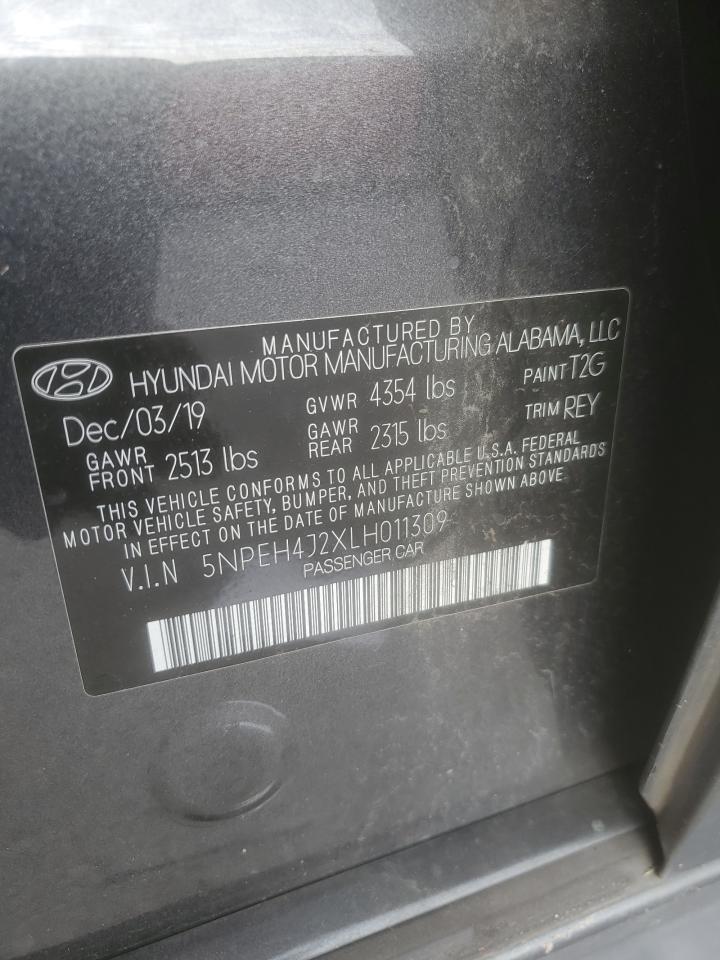 MANUFACTURED BY
HYUNDAI MOTOR MANUFACTURING ALABAMA, LLC
Dec/03/19 GVWR 4354 lbs PAINT T2G
GAWR FRONT 2513 lbs GAWR REAR 2315 lbs TRIM REY
THIS VEHICLE CONFORMS TO ALL APPLICABLE U.S.A. FEDERAL
MOTOR VEHICLE SAFETY, BUMPER, AND THEFT PREVENTION STANDARDS
IN EFFECT ON THE DATE OF MANUFACTURE SHOWN ABOVE
V.I.N 5NPEH4J2XLH011309
PASSENGER CAR